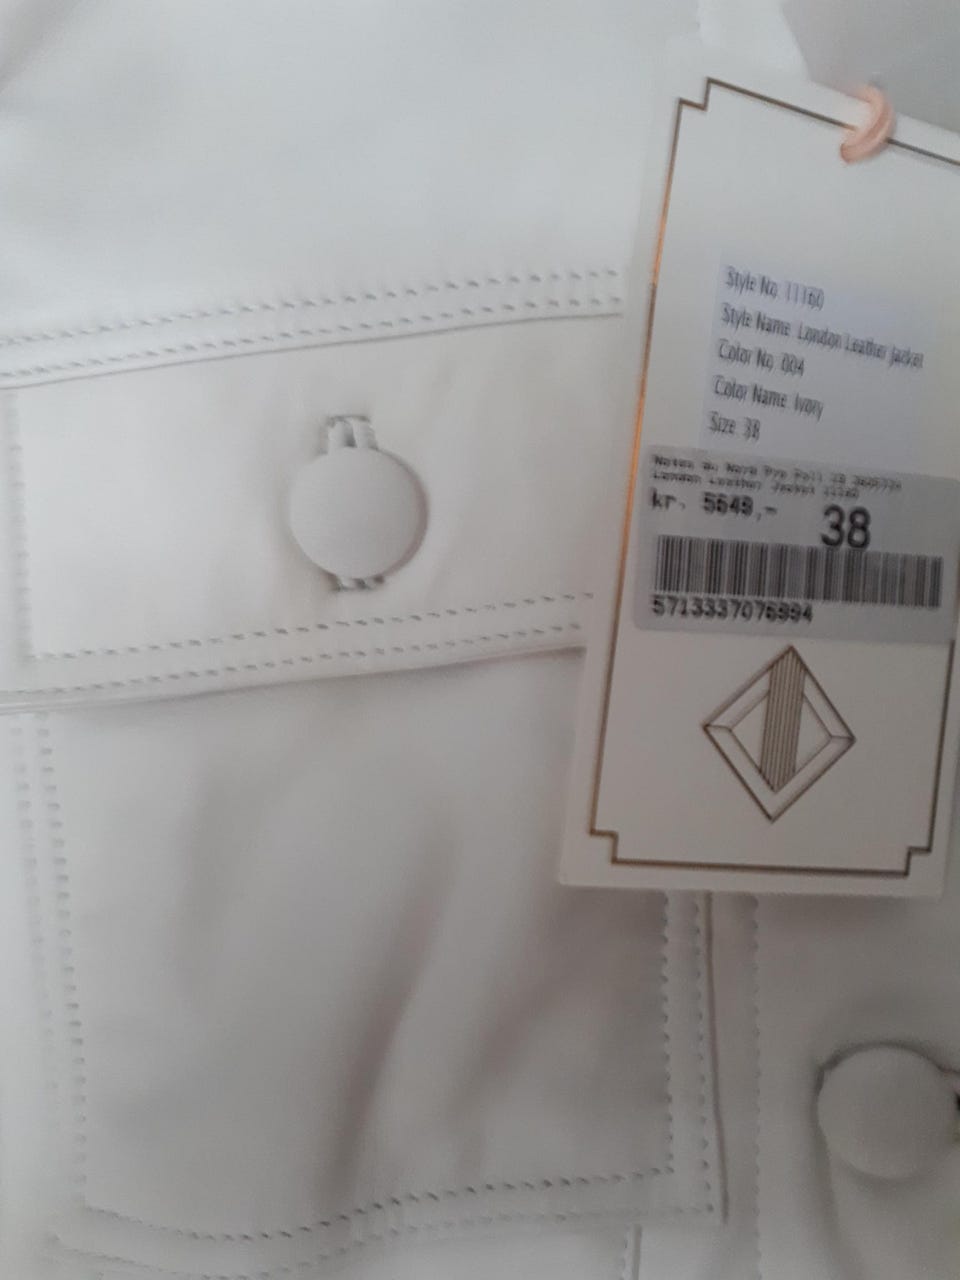 Style No. 11160
Style Name. London Leather Jacket
Color No. 004
Color Name. Ivory
Size. 38
London Leather Jacket 11160
kr. 5649,- 38
5713337076994